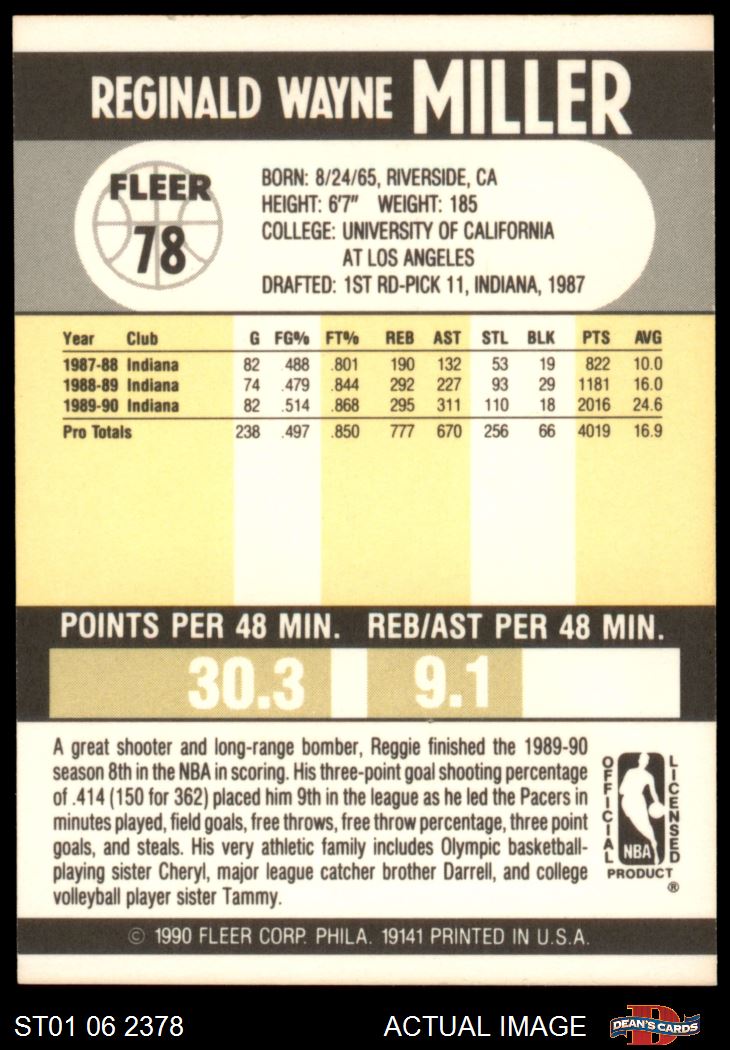 REGINALD WAYNE MILLER
FLEER
78
BORN: 8/24/65, RIVERSIDE, CA
HEIGHT: 6'7" WEIGHT: 185
COLLEGE: UNIVERSITY OF CALIFORNIA
AT LOS ANGELES
DRAFTED: 1ST RD-PICK 11, INDIANA, 1987
Year Club G FG% FT% REB AST STL BLK PTS AVG
1987-88 Indiana 82 .488 .801 190 132 53 19 822 10.0
1988-89 Indiana 74 .479 .844 292 227 93 29 1181 16.0
1989-90 Indiana 82 .514 .868 295 311 110 18 2016 24.6
Pro Totals 238 .497 .850 777 670 256 66 4019 16.9
POINTS PER 48 MIN. REB/AST PER 48 MIN.
30.3 9.1
A great shooter and long-range bomber, Reggie finished the 1989-90
season 8th in the NBA in scoring. His three-point goal shooting percentage
of .414 (150 for 362) placed him 9th in the league as he led the Pacers in
minutes played, field goals, free throws, free throw percentage, three point
goals, and steals. His very athletic family includes Olympic basketball-
playing sister Cheryl, major league catcher brother Darrell, and college
volleyball player sister Tammy.
OFFICIAL
LICENSED
NBA
PRODUCT
®
© 1990 FLEER CORP. PHILA. 19141 PRINTED IN U.S.A.
ST01 06 2378 ACTUAL IMAGE
D
DEAN'S CARDS